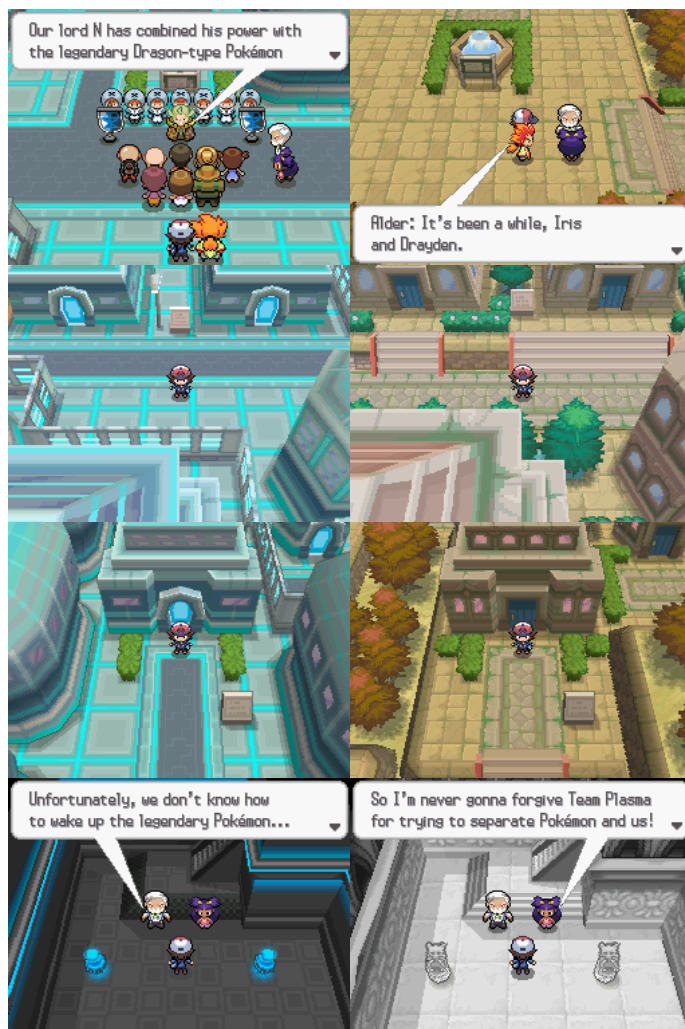 Our lord N has combined his power with
the legendary Dragon-type Pokémon
Alder: It's been a while, Iris
and Drayden.
Unfortunately, we don't know how
to wake up the legendary Pokémon...
So I'm never gonna forgive Team Plasma
for trying to separate Pokémon and us!